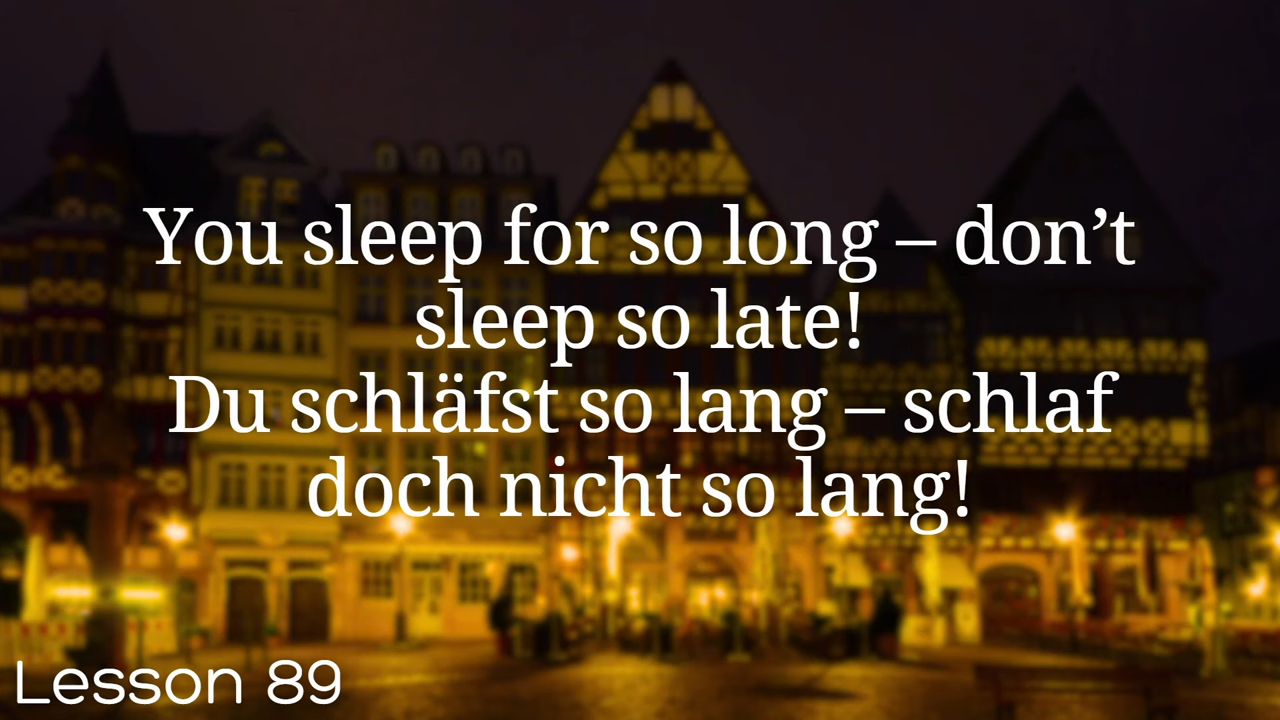 You sleep for so long – don’t
sleep so late!
Du schläfst so lang – schlaf
doch nicht so lang!
Lesson 89